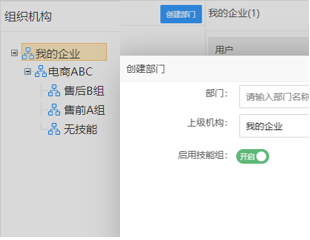 组织机构
我的企业
电商ABC
售后B组
售前A组
无技能
创建部门
我的企业(1)
用户
创建部门
部门：
请输入部门名称
上级机构：
我的企业
启用技能组：
开启